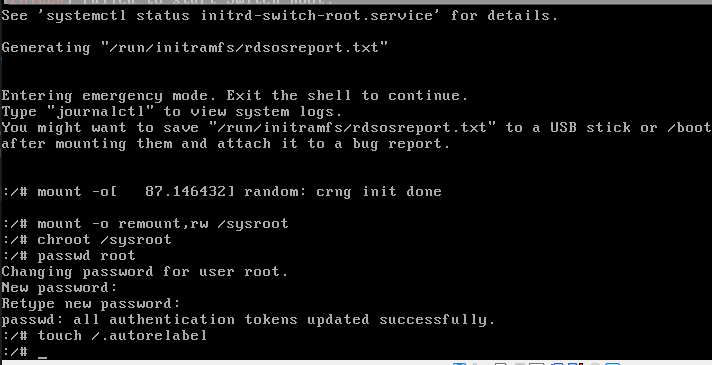 See 'systemctl status initrd-switch-root.service' for details.
Generating "/run/initramfs/rdsosreport.txt"
Entering emergency mode. Exit the shell to continue.
Type "journalctl" to view system logs.
You might want to save "/run/initramfs/rdsosreport.txt" to a USB stick or /boot
after mounting them and attach it to a bug report.
:/# mount -o[   87.146432] random: crng init done
:/# mount -o remount,rw /sysroot
:/# chroot /sysroot
:/# passwd root
Changing password for user root.
New password:
Retype new password:
passwd: all authentication tokens updated successfully.
:/# touch /.autorelabel
:/# _